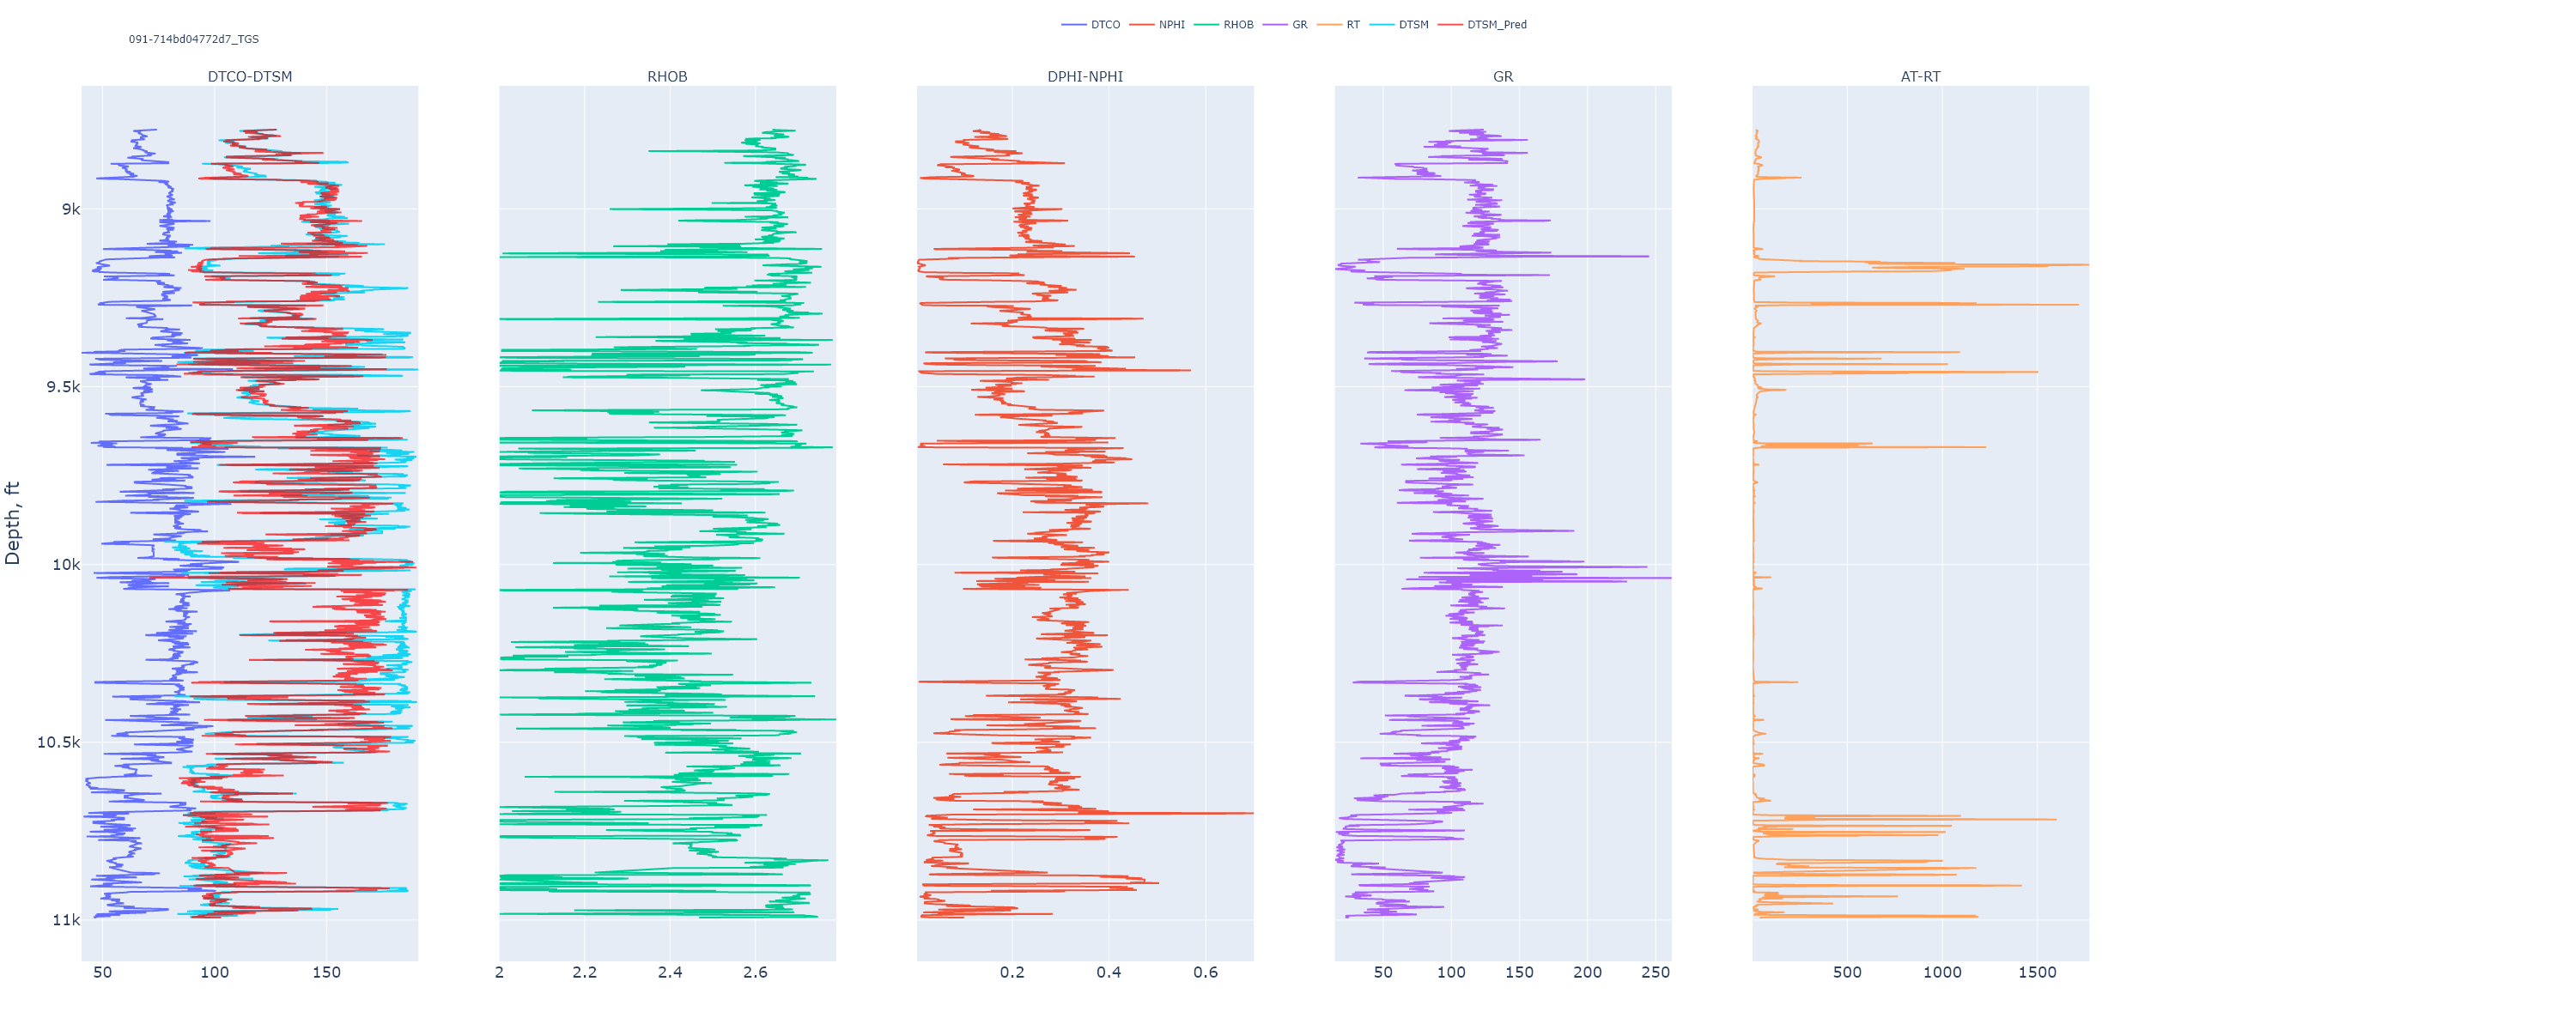 DTCO NPHI RHOB GR RT DTSM DTSM_Pred
091-714bd04772d7_TGS
DTCO-DTSM RHOB DPHI-NPHI GR AT-RT
Depth, ft
9k
9.5k
10k
10.5k
11k
50 100 150 2 2.2 2.4 2.6 0.2 0.4 0.6 50 100 150 200 250 500 1000 1500